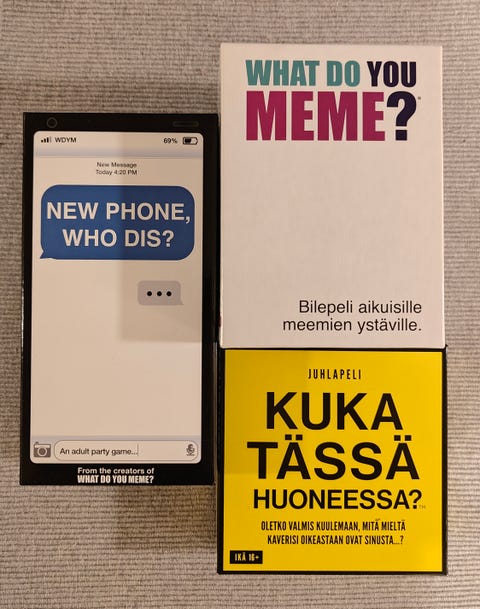 WDYM 69%
New Message
Today 4:20 PM
NEW PHONE,
WHO DIS?
An adult party game...
From the creators of
WHAT DO YOU MEME?
WHAT DO YOU
MEME?®
Bilepeli aikuisille
meemien ystäville.
JUHLAPELI
KUKA
TÄSSÄ
HUONEESSA?™
OLETKO VALMIS KUULEMAAN, MITÄ MIELTÄ
KAVERISI OIKEASTAAN OVAT SINUSTA...?
IKÄ 16+